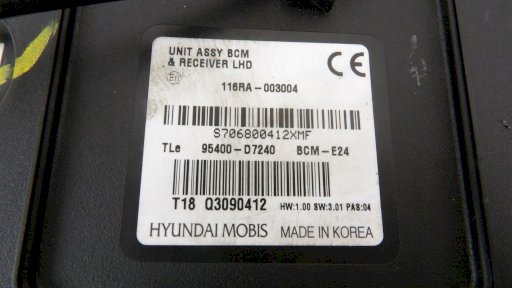 UNIT ASSY BCM
& RECEIVER LHD
CE
116RA-003004
S706800412XMF
TLe 95400-D7240 BCM-E24
T18 Q3090412 HW:1.00 SW:3.01 PAS:04
HYUNDAI MOBIS MADE IN KOREA